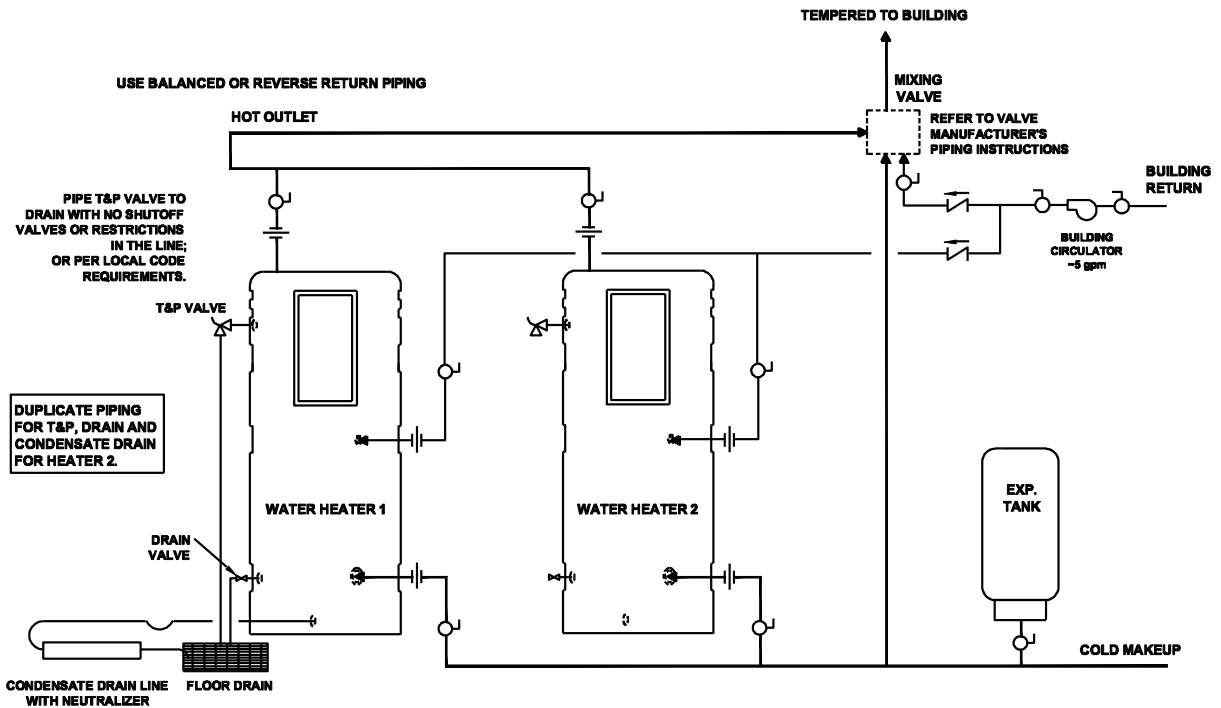 TEMPERED TO BUILDING
USE BALANCED OR REVERSE RETURN PIPING
MIXING
VALVE
HOT OUTLET
REFER TO VALVE
MANUFACTURER'S
PIPING INSTRUCTIONS
BUILDING
RETURN
PIPE T&P VALVE TO
DRAIN WITH NO SHUTOFF
VALVES OR RESTRICTIONS
IN THE LINE;
OR PER LOCAL CODE
REQUIREMENTS.
BUILDING
CIRCULATOR
~5 gpm
T&P VALVE
DUPLICATE PIPING
FOR T&P, DRAIN AND
CONDENSATE DRAIN
FOR HEATER 2.
WATER HEATER 1
WATER HEATER 2
EXP.
TANK
DRAIN
VALVE
COLD MAKEUP
CONDENSATE DRAIN LINE
WITH NEUTRALIZER
FLOOR DRAIN